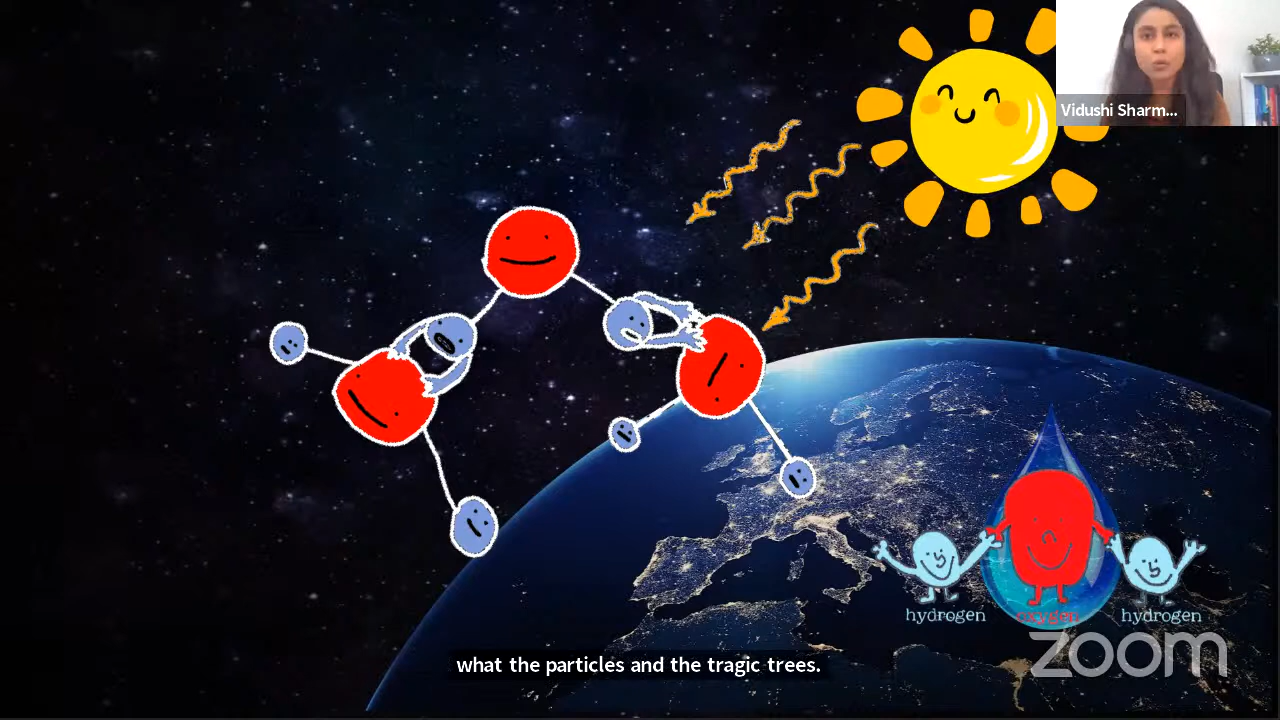 Vidushi Sharm...
hydrogen oxygen hydrogen
zoom
what the particles and the tragic trees.